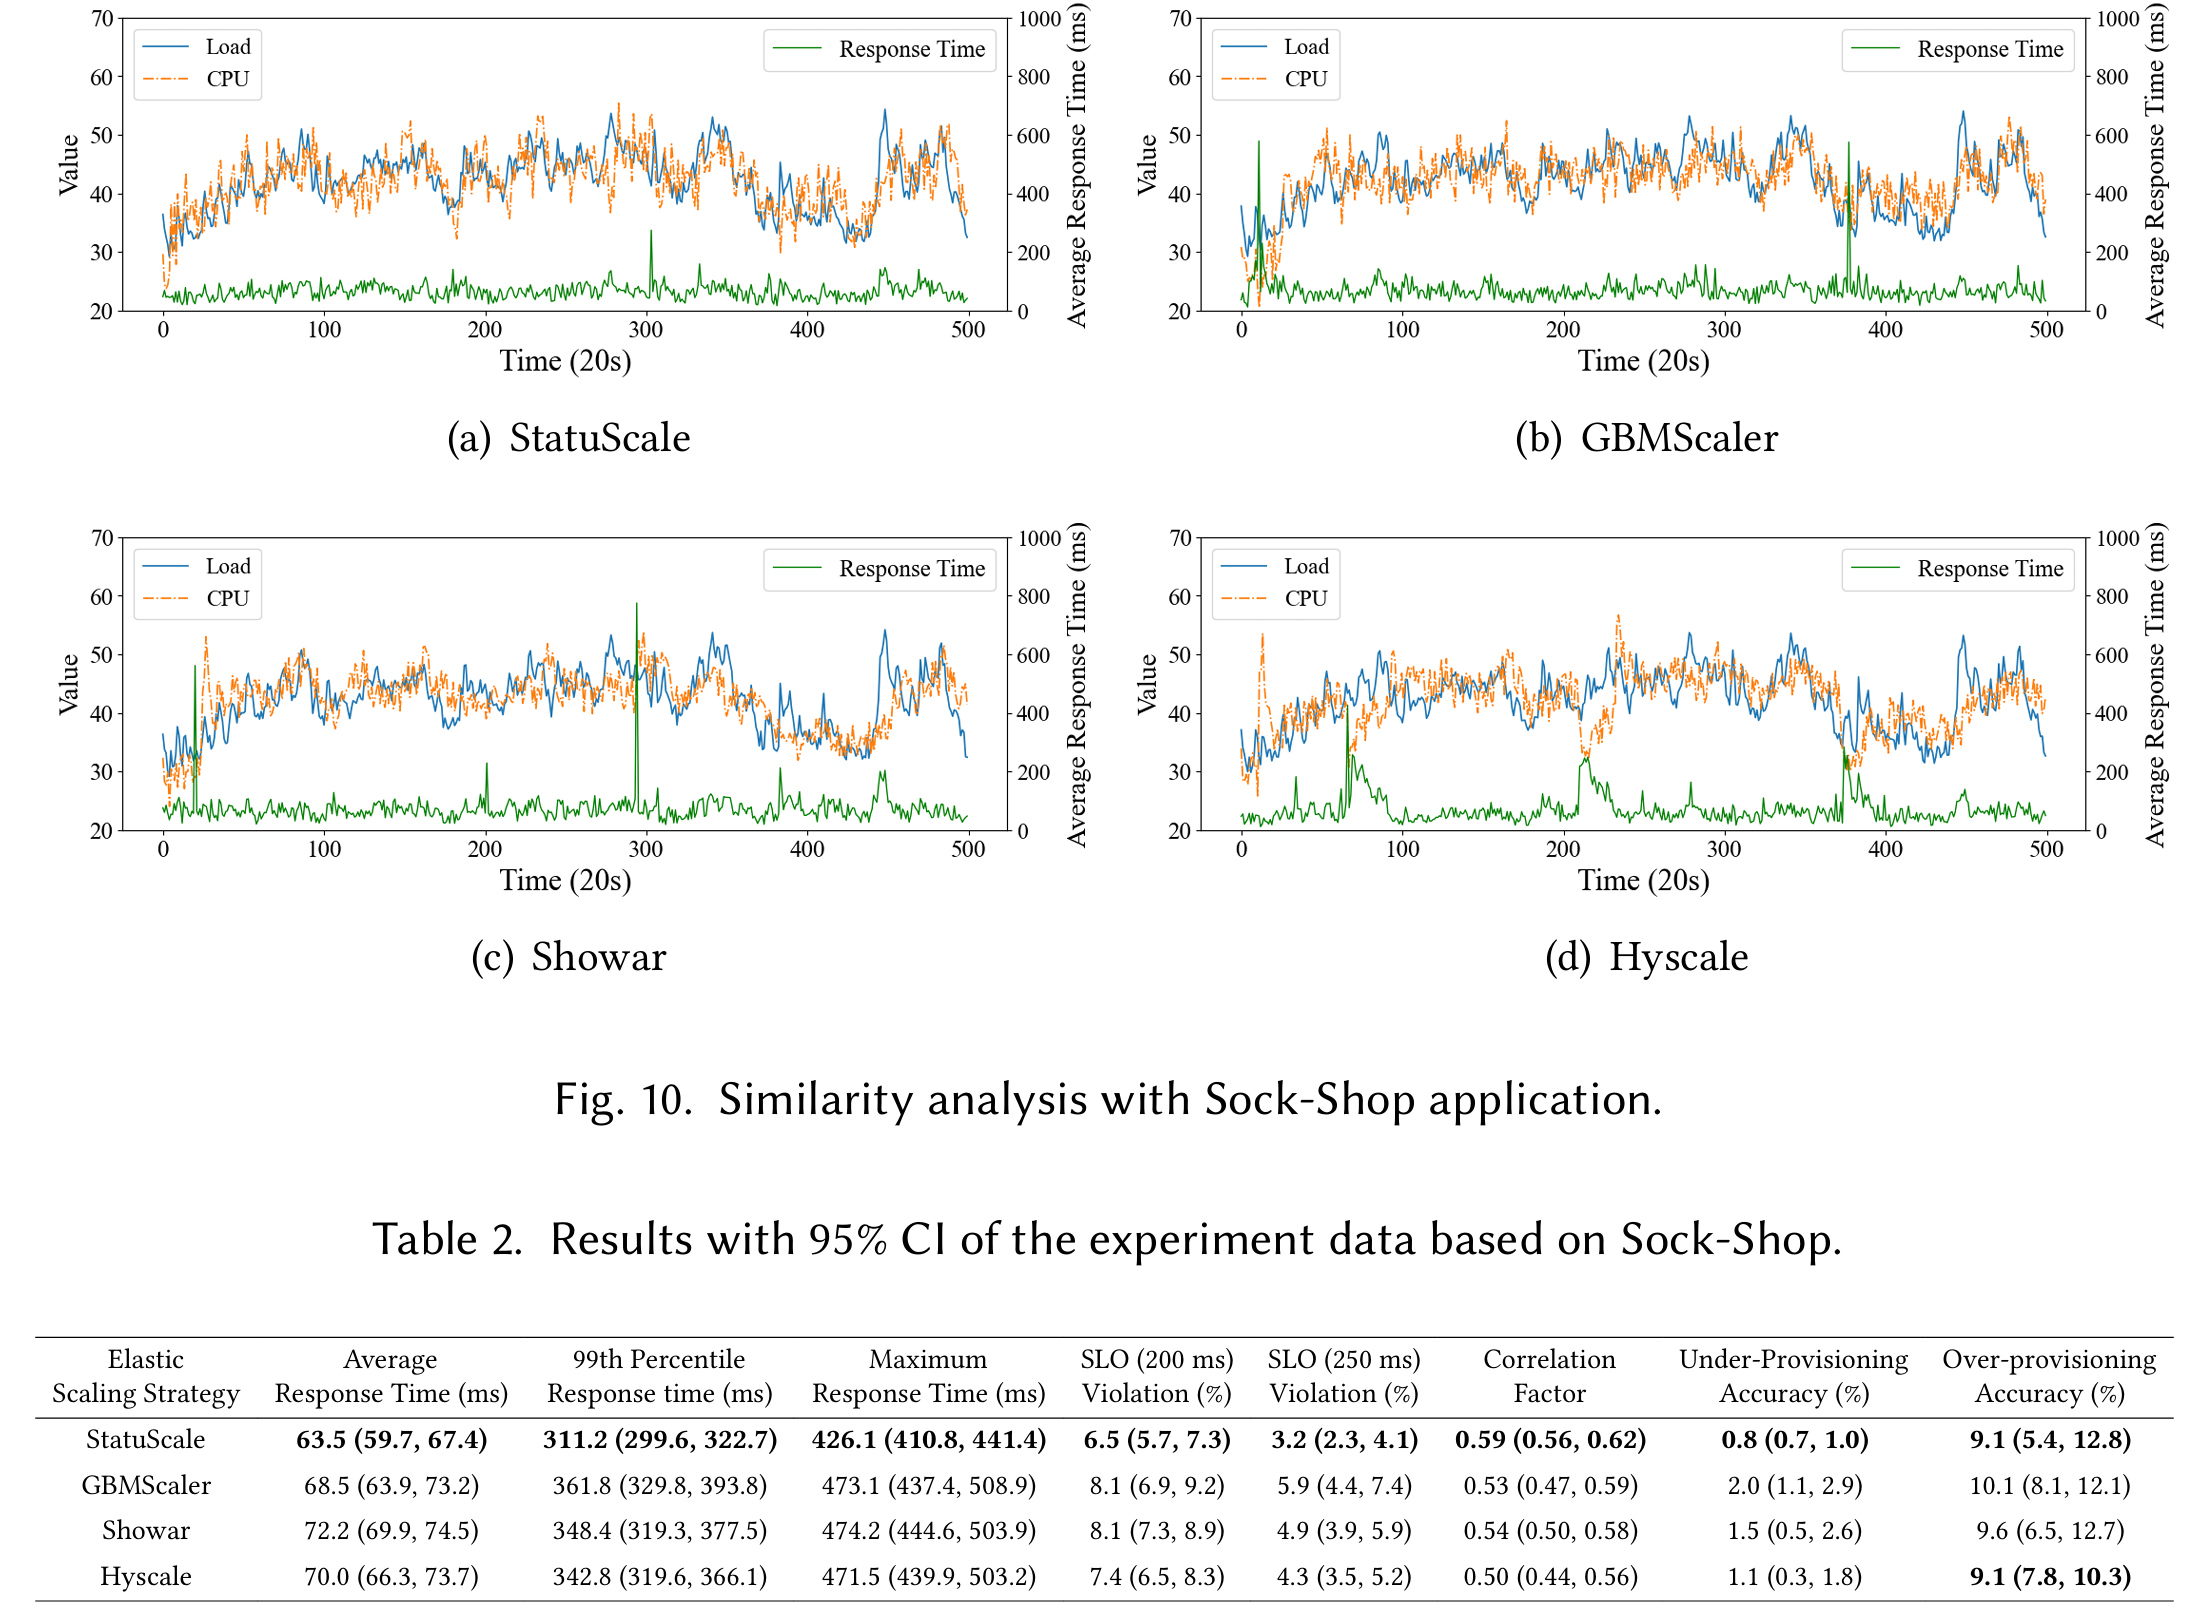 70
60
50
40
30
20
Value
Load
CPU
Response Time
1000
800
600
400
200
0
Average Response Time (ms)
0 100 200 300 400 500
Time (20s)
(a) StatuScale
70
60
50
40
30
20
Value
Load
CPU
Response Time
1000
800
600
400
200
0
Average Response Time (ms)
0 100 200 300 400 500
Time (20s)
(b) GBMScaler
70
60
50
40
30
20
Value
Load
CPU
Response Time
1000
800
600
400
200
0
Average Response Time (ms)
0 100 200 300 400 500
Time (20s)
(c) Showar
70
60
50
40
30
20
Value
Load
CPU
Response Time
1000
800
600
400
200
0
Average Response Time (ms)
0 100 200 300 400 500
Time (20s)
(d) Hyscale
Fig. 10. Similarity analysis with Sock-Shop application.
Table 2. Results with 95% CI of the experiment data based on Sock-Shop.
Elastic Average 99th Percentile Maximum SLO (200 ms) SLO (250 ms) Correlation Under-Provisioning Over-provisioning
Scaling Strategy Response Time (ms) Response time (ms) Response Time (ms) Violation (%) Violation (%) Factor Accuracy (%) Accuracy (%)
StatuScale 63.5 (59.7, 67.4) 311.2 (299.6, 322.7) 426.1 (410.8, 441.4) 6.5 (5.7, 7.3) 3.2 (2.3, 4.1) 0.59 (0.56, 0.62) 0.8 (0.7, 1.0) 9.1 (5.4, 12.8)
GBMScaler 68.5 (63.9, 73.2) 361.8 (329.8, 393.8) 473.1 (437.4, 508.9) 8.1 (6.9, 9.2) 5.9 (4.4, 7.4) 0.53 (0.47, 0.59) 2.0 (1.1, 2.9) 10.1 (8.1, 12.1)
Showar 72.2 (69.9, 74.5) 348.4 (319.3, 377.5) 474.2 (444.6, 503.9) 8.1 (7.3, 8.9) 4.9 (3.9, 5.9) 0.54 (0.50, 0.58) 1.5 (0.5, 2.6) 9.6 (6.5, 12.7)
Hyscale 70.0 (66.3, 73.7) 342.8 (319.6, 366.1) 471.5 (439.9, 503.2) 7.4 (6.5, 8.3) 4.3 (3.5, 5.2) 0.50 (0.44, 0.56) 1.1 (0.3, 1.8) 9.1 (7.8, 10.3)